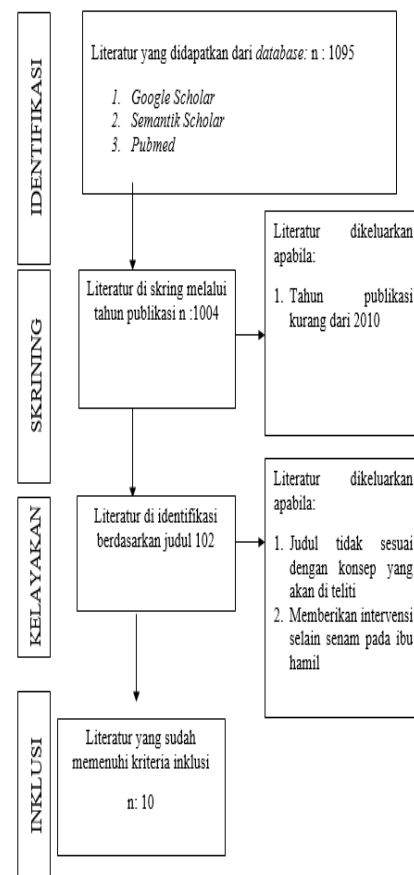 IDENTIFIKASI
Literatur yang didapatkan dari database: n : 1095
1. Google Scholar
2. Semantik Scholar
3. Pubmed
SKRINING
Literatur di skring melalui
tahun publikasi n :1004
Literatur dikeluarkan
apabila:
1. Tahun publikasi
kurang dari 2010
KELAYAKAN
Literatur di identifikasi
berdasarkan judul 102
Literatur dikeluarkan
apabila:
1. Judul tidak sesuai
dengan konsep yang
akan di teliti
2. Memberikan intervensi
selain senam pada ibu
hamil
INKLUSI
Literatur yang sudah
memenuhi kriteria inklusi
n: 10